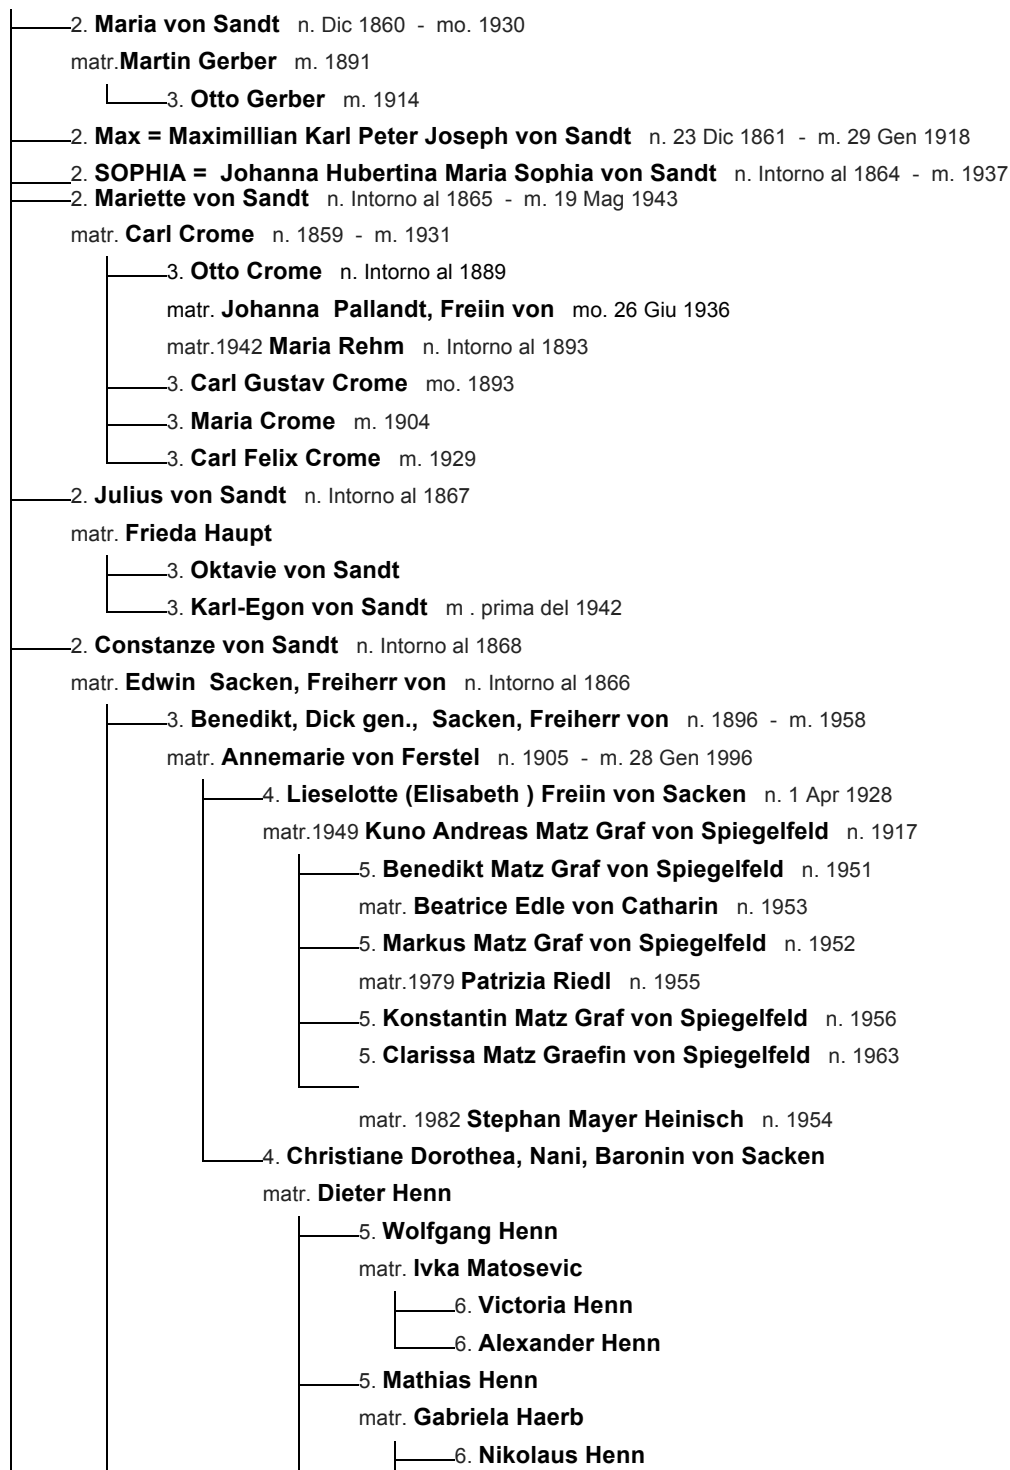 2. Maria von Sandt n. Dic 1860 - mo. 1930
matr.Martin Gerber m. 1891
3. Otto Gerber m. 1914
2. Max = Maximillian Karl Peter Joseph von Sandt n. 23 Dic 1861 - m. 29 Gen 1918
2. SOPHIA = Johanna Hubertina Maria Sophia von Sandt n. Intorno al 1864 - m. 1937
2. Mariette von Sandt n. Intorno al 1865 - m. 19 Mag 1943
matr. Carl Crome n. 1859 - m. 1931
3. Otto Crome n. Intorno al 1889
matr. Johanna Pallandt, Freiin von mo. 26 Giu 1936
matr.1942 Maria Rehm n. Intorno al 1893
3. Carl Gustav Crome mo. 1893
3. Maria Crome m. 1904
3. Carl Felix Crome m. 1929
2. Julius von Sandt n. Intorno al 1867
matr. Frieda Haupt
3. Oktavie von Sandt
3. Karl-Egon von Sandt m . prima del 1942
2. Constanze von Sandt n. Intorno al 1868
matr. Edwin Sacken, Freiherr von n. Intorno al 1866
3. Benedikt, Dick gen., Sacken, Freiherr von n. 1896 - m. 1958
matr. Annemarie von Ferstel n. 1905 - m. 28 Gen 1996
4. Lieselotte (Elisabeth ) Freiin von Sacken n. 1 Apr 1928
matr.1949 Kuno Andreas Matz Graf von Spiegelfeld n. 1917
5. Benedikt Matz Graf von Spiegelfeld n. 1951
matr. Beatrice Edle von Catharin n. 1953
5. Markus Matz Graf von Spiegelfeld n. 1952
matr.1979 Patrizia Riedl n. 1955
5. Konstantin Matz Graf von Spiegelfeld n. 1956
5. Clarissa Matz Graefin von Spiegelfeld n. 1963
matr. 1982 Stephan Mayer Heinisch n. 1954
4. Christiane Dorothea, Nani, Baronin von Sacken
matr. Dieter Henn
5. Wolfgang Henn
matr. Ivka Matosevic
6. Victoria Henn
6. Alexander Henn
5. Mathias Henn
matr. Gabriela Haerb
6. Nikolaus Henn